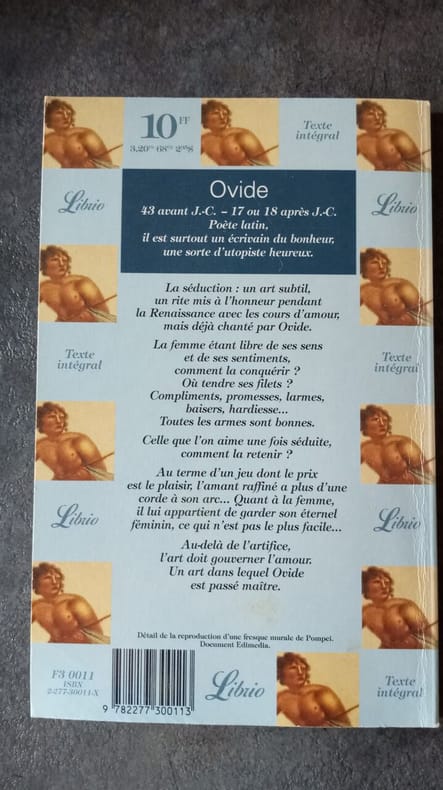 10 FF
3,20
Texte
intégral
Librio
Librio
Ovide
43 avant J.-C. – 17 ou 18 après J.-C.
Poète latin,
il est surtout un écrivain du bonheur,
une sorte d'utopiste heureux.
La séduction : un art subtil,
un rite mis à l'honneur pendant
la Renaissance avec les cours d'amour,
mais déjà chanté par Ovide.
Texte
intégral
Texte
intégral
La femme étant libre de ses sens
et de ses sentiments,
comment la conquérir ?
Où tendre ses filets ?
Compliments, promesses, larmes,
baisers, hardiesse...
Toutes les armes sont bonnes.
Celle que l'on aime une fois séduite,
comment la retenir ?
Au terme d'un jeu dont le prix
est le plaisir, l'amant raffiné a plus d'une
corde à son arc... Quant à la femme,
il lui appartient de garder son éternel
féminin, ce qui n'est pas le plus facile...
Librio
Librio
Au-delà de l'artifice,
l'art doit gouverner l'amour.
Un art dans lequel Ovide
est passé maître.
Détail de la reproduction d'une fresque murale de Pompei.
Document Edimedia.
F3 0011
ISBN
2-277-30011-X
9 782277 300113
Librio
Texte
intégral